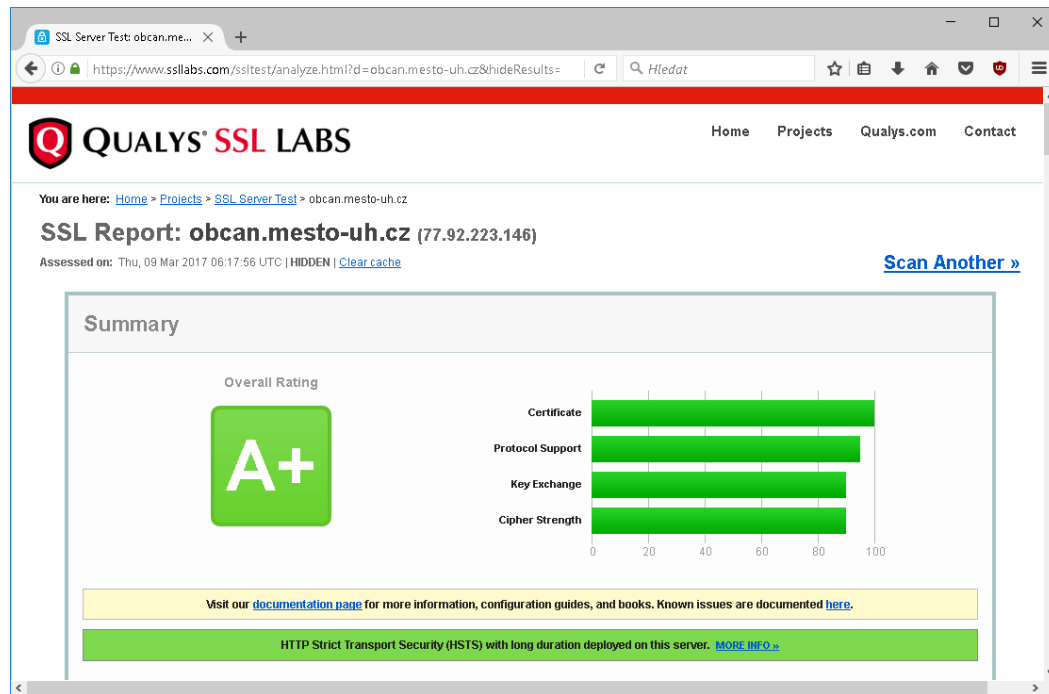 SSL Server Test: obcan.me...
https://www.ssllabs.com/ssltest/analyze.html?d=obcan.mesto-uh.cz&hideResults=
Hledat
QUALYS® SSL LABS
Home Projects Qualys.com Contact
You are here: Home > Projects > SSL Server Test > obcan.mesto-uh.cz
SSL Report: obcan.mesto-uh.cz (77.92.223.146)
Assessed on: Thu, 09 Mar 2017 06:17:56 UTC | HIDDEN | Clear cache
Scan Another »
Summary
Overall Rating
A+
Certificate
Protocol Support
Key Exchange
Cipher Strength
0 20 40 60 80 100
Visit our documentation page for more information, configuration guides, and books. Known issues are documented here.
HTTP Strict Transport Security (HSTS) with long duration deployed on this server. MORE INFO »